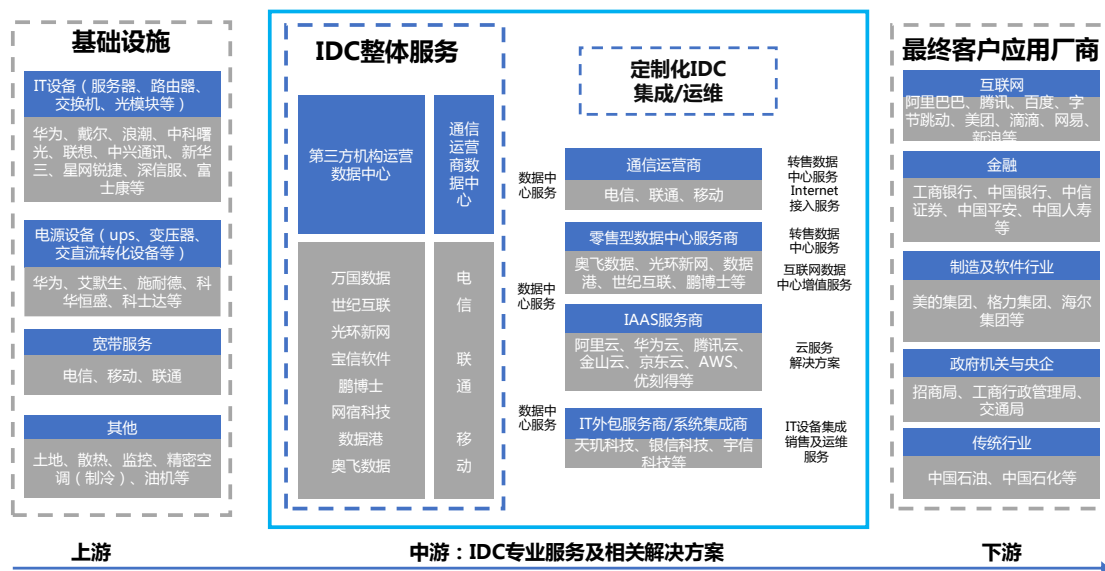 基础设施
IT设备（服务器、路由器、
交换机、光模块等）
华为、戴尔、浪潮、中科曙
光、联想、中兴通讯、新华
三、星网锐捷、深信服、富
士康等
电源设备（ups、变压器、
交直流转化设备等）
华为、艾默生、施耐德、科
华恒盛、科士达等
宽带服务
电信、移动、联通
其他
土地、散热、监控、精密空
调（制冷）、油机等
IDC整体服务
第三方机构运营
数据中心
通信
运营
商数
据中
心
万国数据
世纪互联
光环新网
宝信软件
鹏博士
网宿科技
数据港
奥飞数据
电
信
联
通
移
动
定制化IDC
集成/运维
数据中
心服务
通信运营商
电信、联通、移动
转售数据
中心服务
Internet
接入服务
数据中
心服务
零售型数据中心服务商
奥飞数据、光环新网、数据
港、世纪互联、鹏博士等
转售数据
中心服务
互联网数据
中心增值服务
IAAS服务商
阿里云、华为云、腾讯云、
金山云、京东云、AWS、
优刻得等
云服务
解决方案
数据中
心服务
IT外包服务商/系统集成商
天玑科技、银信科技、宇信
科技等
IT设备集成
销售及运维
服务
最终客户应用厂商
互联网
阿里巴巴、腾讯、百度、字
节跳动、美团、滴滴、网易、
新浪等
金融
工商银行、中国银行、中信
证券、中国平安、中国人寿
等
制造及软件行业
美的集团、格力集团、海尔
集团等
政府机关与央企
招商局、工商行政管理局、
交通局
传统行业
中国石油、中国石化等
上游
中游：IDC专业服务及相关解决方案
下游